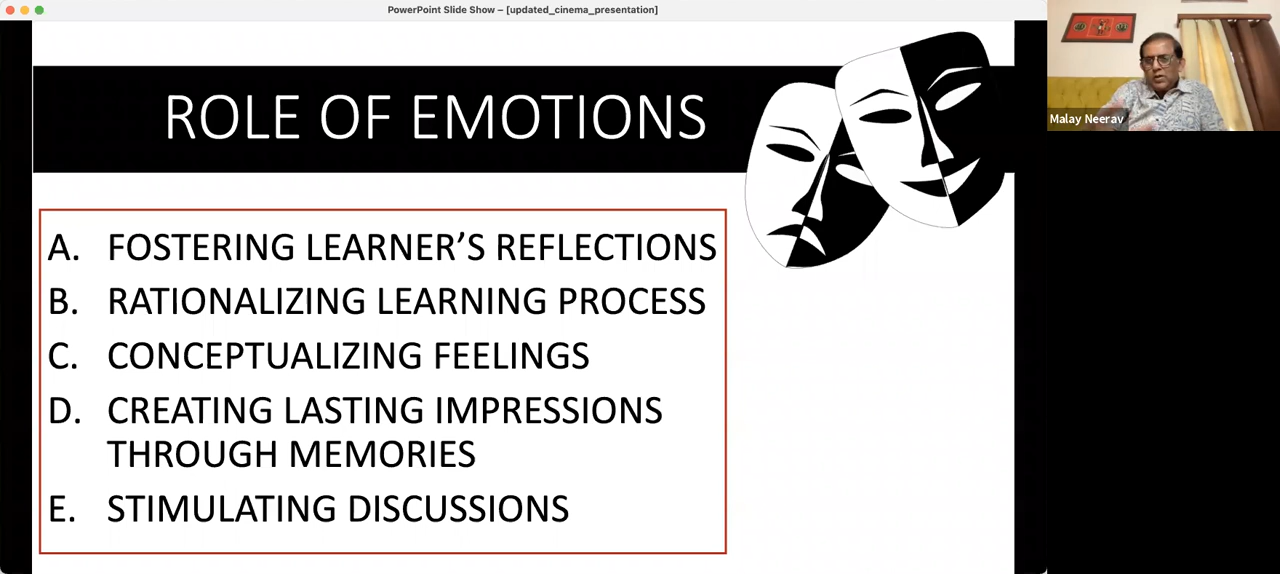 PowerPoint Slide Show – [updated_cinema_presentation]
ROLE OF EMOTIONS
Malay Neerav
A. FOSTERING LEARNER’S REFLECTIONS
B. RATIONALIZING LEARNING PROCESS
C. CONCEPTUALIZING FEELINGS
D. CREATING LASTING IMPRESSIONS
THROUGH MEMORIES
E. STIMULATING DISCUSSIONS